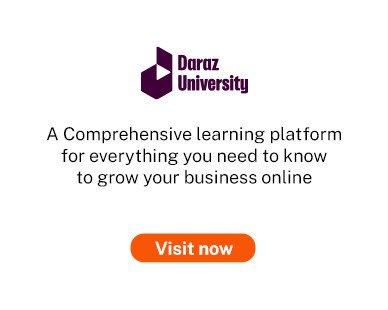 Daraz
University
A Comprehensive learning platform
for everything you need to know
to grow your business online
Visit now